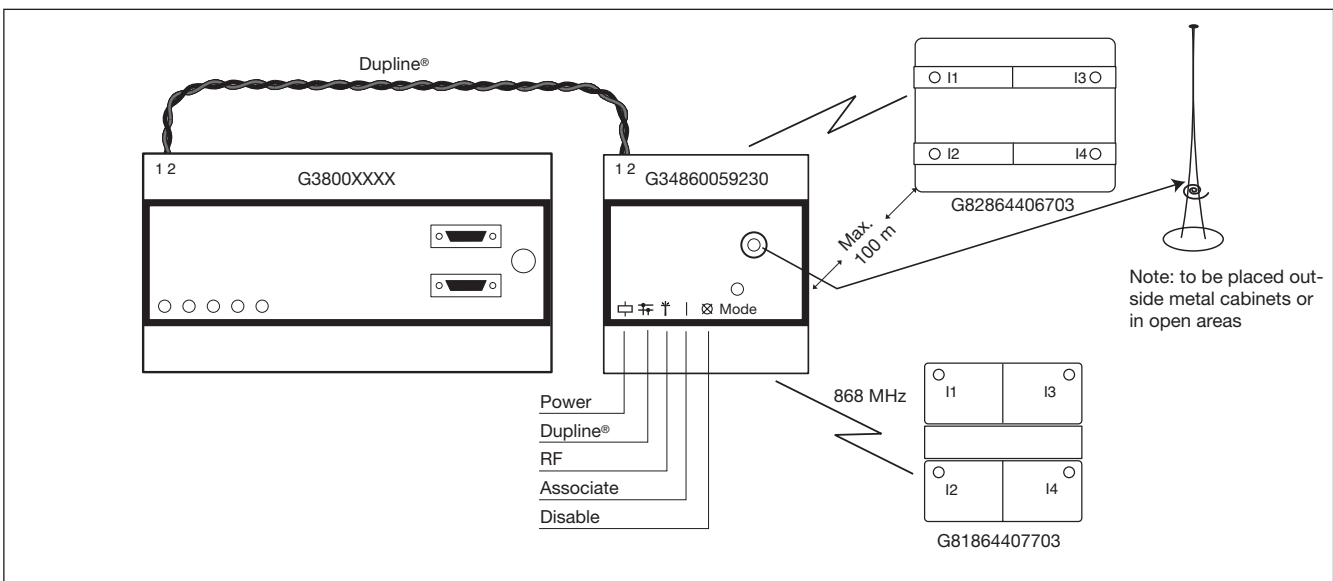 Dupline®
1 2
G3800XXXX
1 2
G34860059230
Mode
Power
Dupline®
RF
Associate
Disable
Max.
100 m
I1 I3
I2 I4
G82864406703
Note: to be placed out-
side metal cabinets or
in open areas
868 MHz
I1 I3
I2 I4
G81864407703